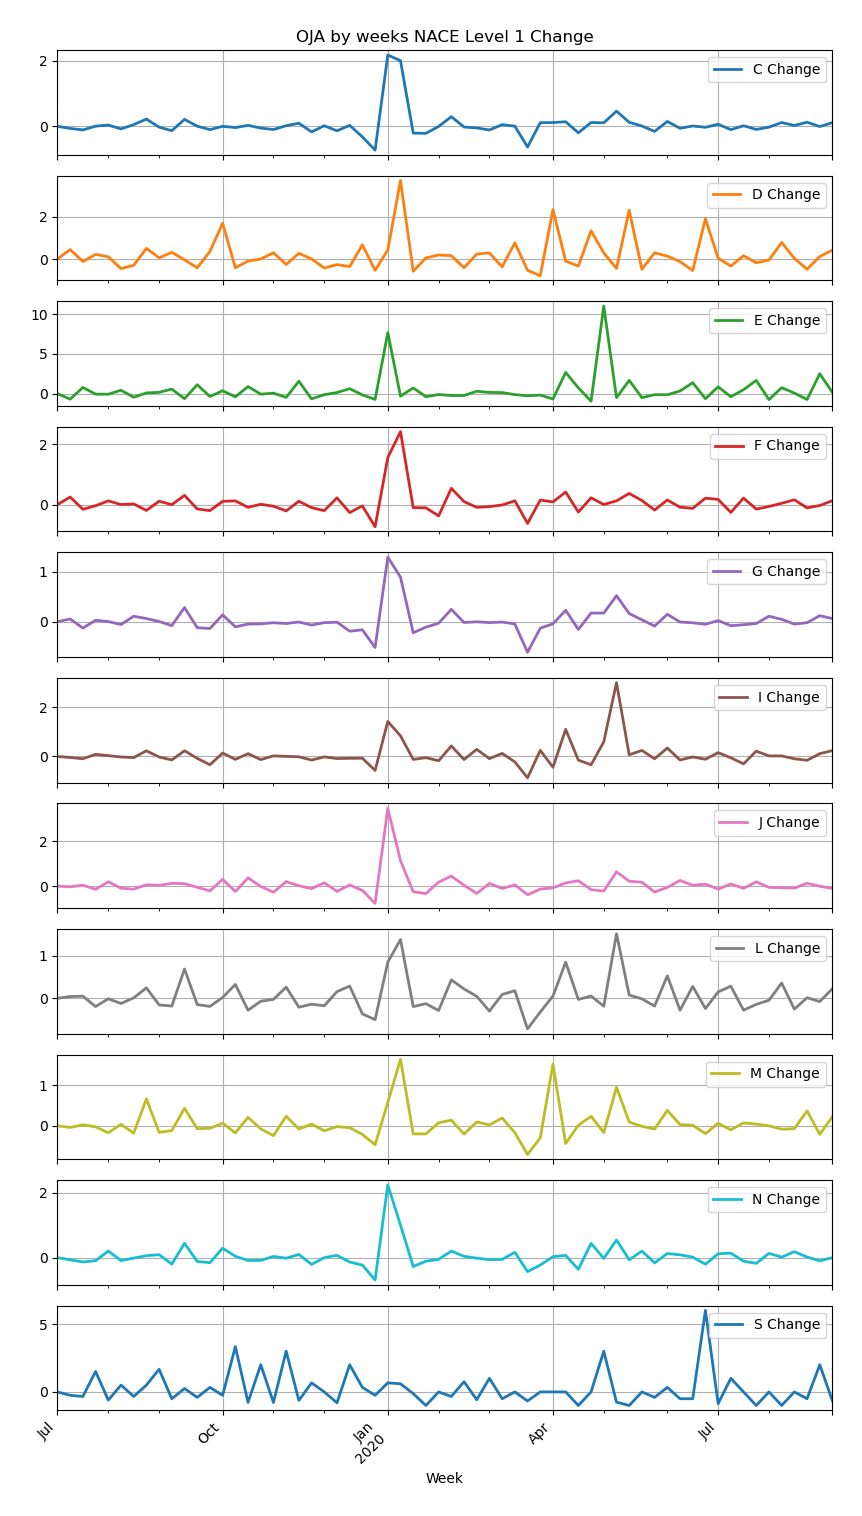 OJA by weeks NACE Level 1 Change
C Change
2
0
D Change
2
0
E Change
10
5
0
F Change
2
0
G Change
1
0
I Change
2
0
J Change
2
0
L Change
1
0
M Change
1
0
N Change
2
0
S Change
5
0
Jul
Oct
Jan
2020
Apr
Jul
Week